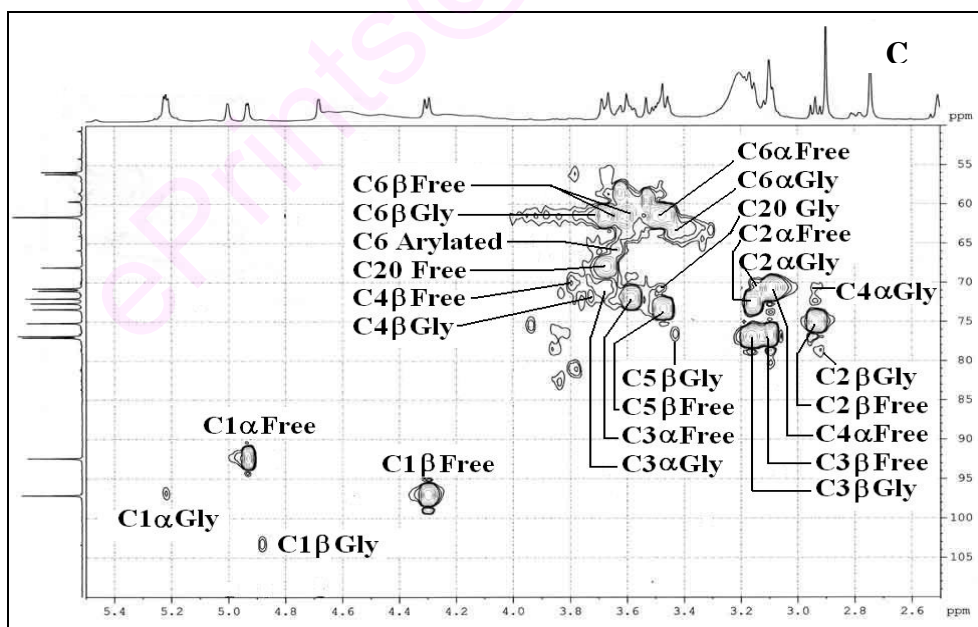 C
ppm
ePrints@
C6αFree
C6αGly
C20 Gly
C2αFree
C2αGly
C6βFree
C6βGly
C6 Arylated
C20 Free
C4βFree
C4βGly
C4αGly
C5βGly
C5βFree
C3αFree
C3αGly
C2βGly
C2βFree
C4αFree
C3βFree
C3βGly
C1αFree
C1βFree
C1αGly
C1βGly
55
60
65
70
75
80
85
90
95
100
105
5.4 5.2 5.0 4.8 4.6 4.4 4.2 4.0 3.8 3.6 3.4 3.2 3.0 2.8 2.6 ppm